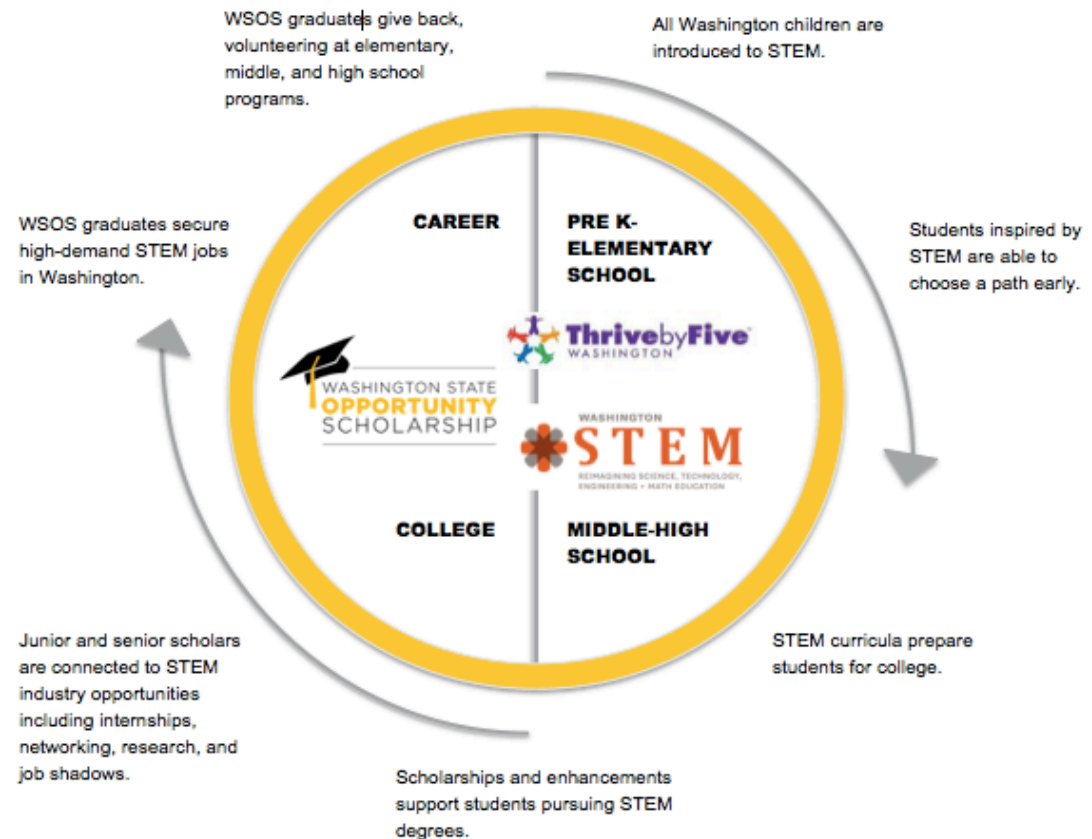 WSOS graduates give back,
volunteering at elementary,
middle, and high school
programs.
All Washington children are
introduced to STEM.
WSOS graduates secure
high-demand STEM jobs
in Washington.
CAREER
PRE K-
ELEMENTARY
SCHOOL
Students inspired by
STEM are able to
choose a path early.
ThrivebyFive
WASHINGTON
WASHINGTON STATE
OPPORTUNITY
SCHOLARSHIP
WASHINGTON
STEM
REIMAGINING SCIENCE, TECHNOLOGY,
ENGINEERING + MATH EDUCATION
COLLEGE
MIDDLE-HIGH
SCHOOL
Junior and senior scholars
are connected to STEM
industry opportunities
including internships,
networking, research, and
job shadows.
STEM curricula prepare
students for college.
Scholarships and enhancements
support students pursuing STEM
degrees.